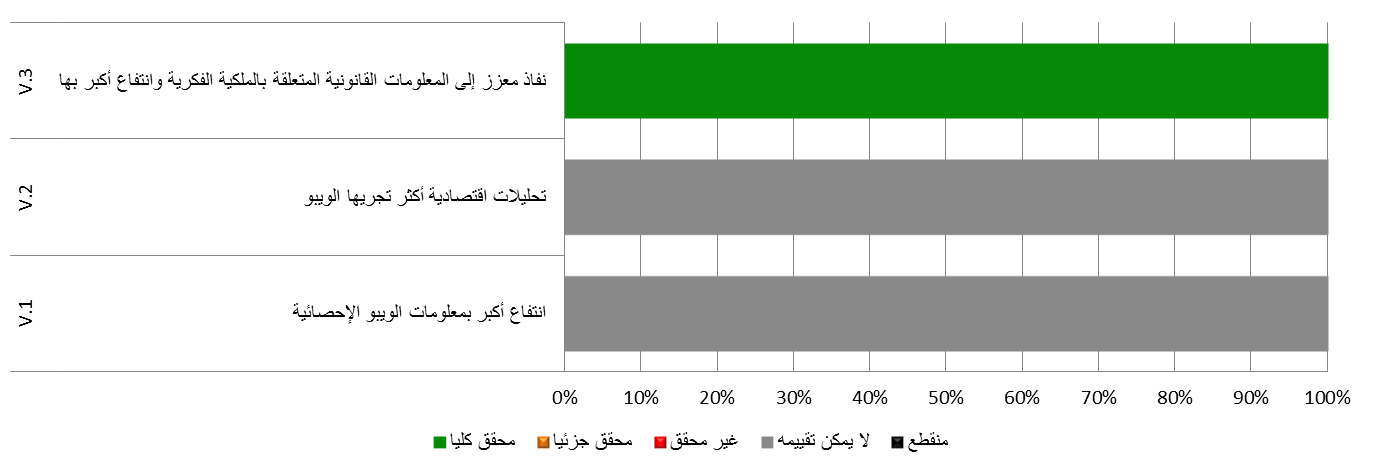 V.3
نفاذ معزز إلى المعلومات القانونية المتعلقة بالملكية الفكرية وانتفاع أكبر بها
V.2
تحليلات اقتصادية أكثر تجريها الويبو
V.1
انتفاع أكبر بمعلومات الويبو الإحصائية
0% 10% 20% 30% 40% 50% 60% 70% 80% 90% 100%
محقق كليا محقق جزئيا غير محقق لا يمكن تقييمه منقطع